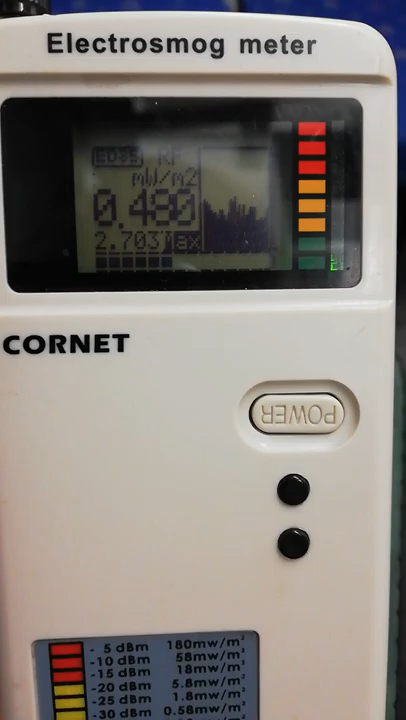 Electrosmog meter
ED85 RF
mW/m2
0.480
2.703 Max
CORNET
POWER
- 5 dBm 180mw/m²
-10 dBm 58mw/m²
-15 dBm 18mw/m²
-20 dBm 5.8mw/m²
-25 dBm 1.8mw/m²
-30 dBm 0.58mw/m²